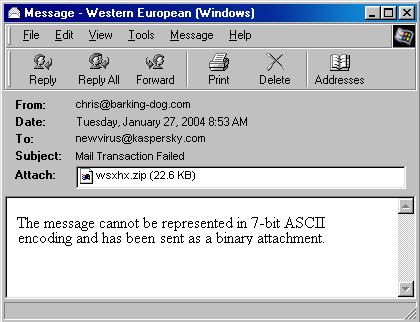 Message - Western European (Windows)
File Edit View Tools Message Help
Reply Reply All Forward Print Delete Addresses
From: chris@barking-dog.com
Date: Tuesday, January 27, 2004 8:53 AM
To: newvirus@kaspersky.com
Subject: Mail Transaction Failed
Attach: wsxhx.zip (22.6 KB)
The message cannot be represented in 7-bit ASCII
encoding and has been sent as a binary attachment.